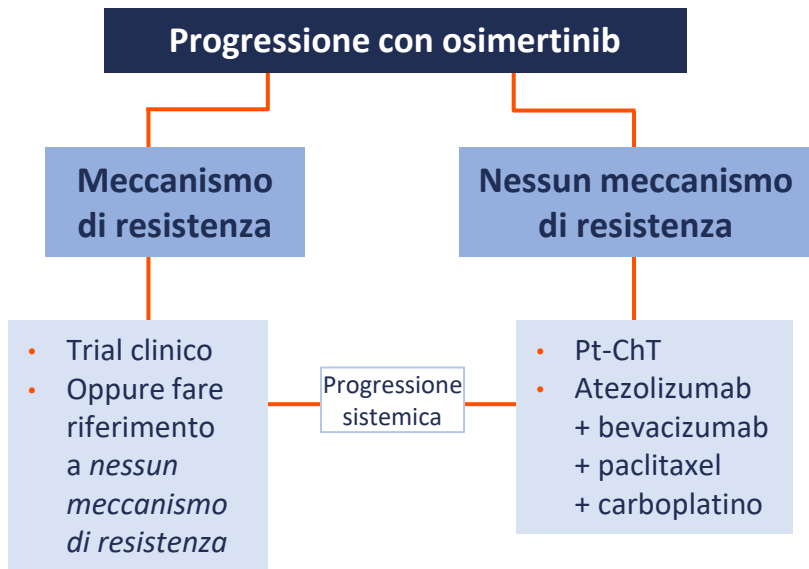 Progressione con osimertinib
Meccanismo
di resistenza
Nessun meccanismo
di resistenza
• Trial clinico
• Oppure fare
riferimento
a nessun
meccanismo
di resistenza
Progressione
sistemica
• Pt-ChT
• Atezolizumab
+ bevacizumab
+ paclitaxel
+ carboplatino